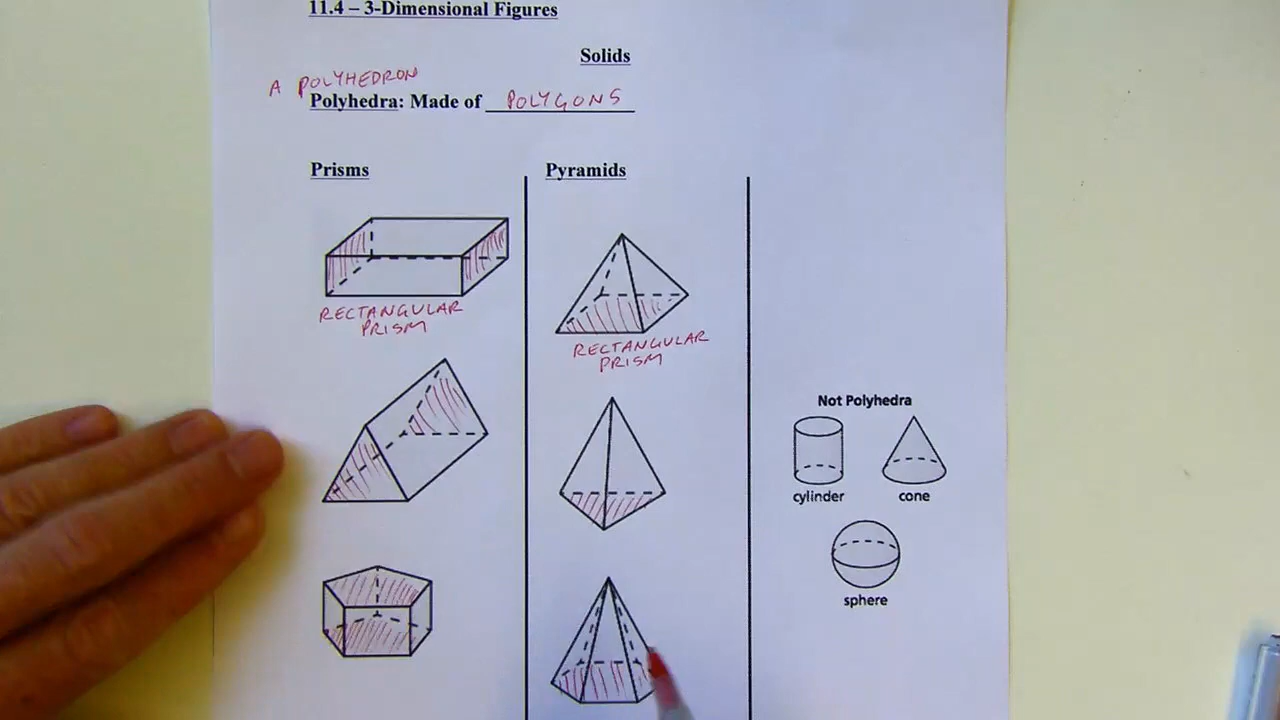 11.4 – 3-Dimensional Figures
Solids
A POLYHEDRON
Polyhedra: Made of POLYGONS
Prisms
Pyramids
RECTANGULAR
PRISM
RECTANGULAR
PRISM
Not Polyhedra
cylinder
cone
sphere